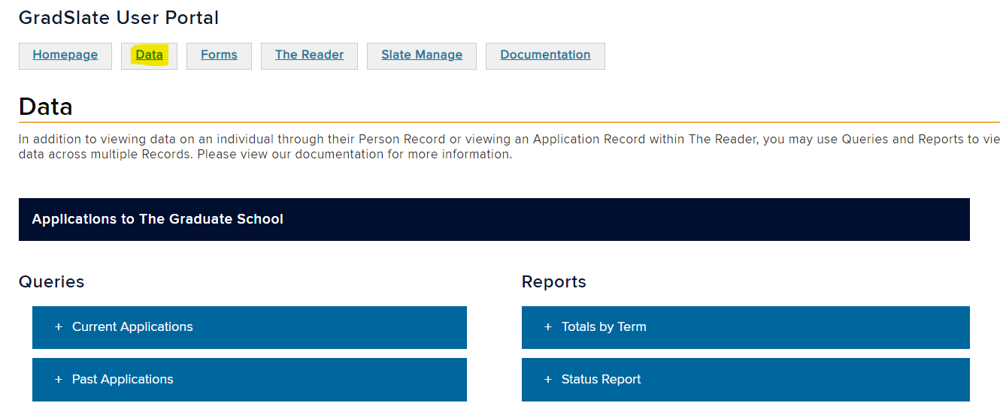 GradSlate User Portal
Homepage Data Forms The Reader Slate Manage Documentation
Data
In addition to viewing data on an individual through their Person Record or viewing an Application Record within The Reader, you may use Queries and Reports to vie
data across multiple Records. Please view our documentation for more information.
Applications to The Graduate School
Queries
+ Current Applications
+ Past Applications
Reports
+ Totals by Term
+ Status Report